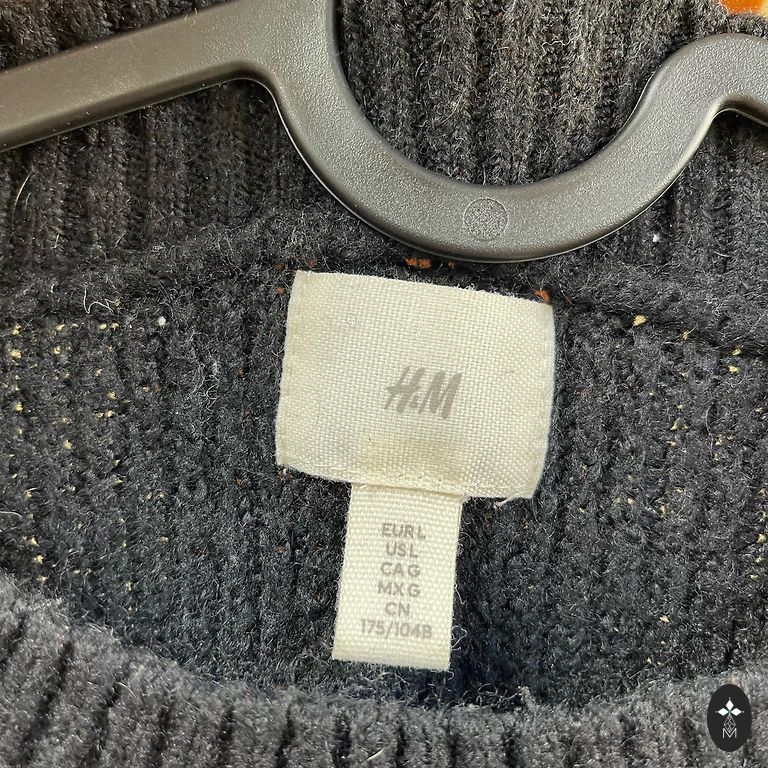 H&M
EUR L
US L
CA G
MX G
CN
175/104B
M